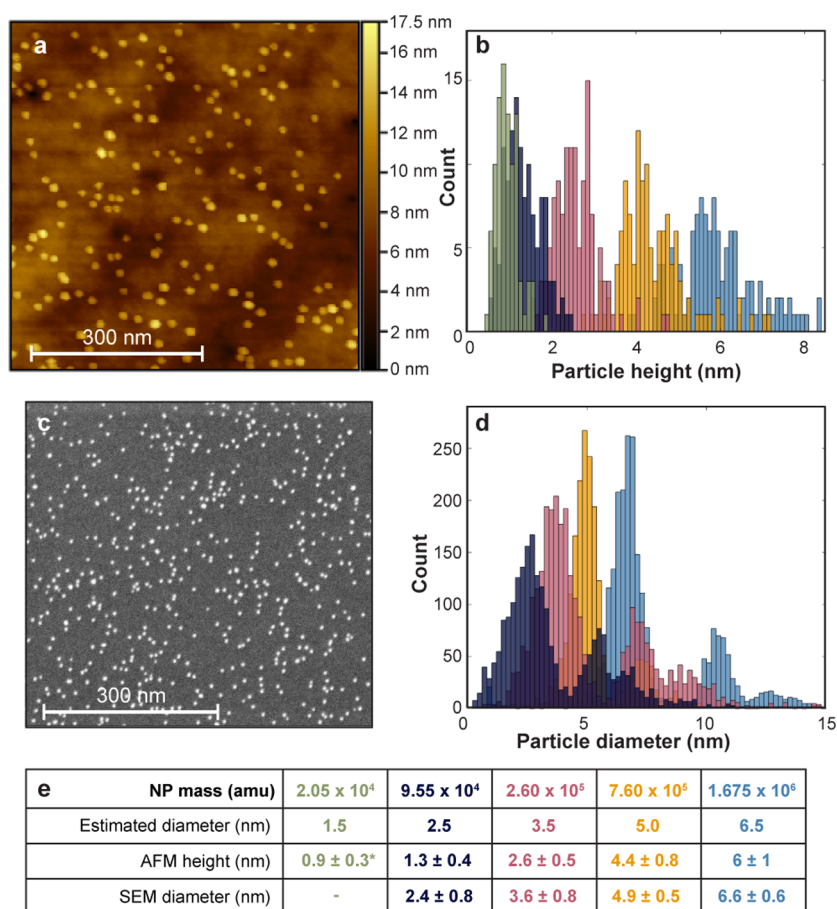 a
17.5 nm
16 nm
14 nm
12 nm
10 nm
8 nm
6 nm
4 nm
2 nm
0 nm
300 nm
b
15
5
0
Count
0 2 4 6 8
Particle height (nm)
c
300 nm
d
250
200
150
100
50
0
Count
0 5 10 15
Particle diameter (nm)
e NP mass (amu) 2.05 x 10⁴ 9.55 x 10⁴ 2.60 x 10⁵ 7.60 x 10⁵ 1.675 x 10⁶
Estimated diameter (nm) 1.5 2.5 3.5 5.0 6.5
AFM height (nm) 0.9 ± 0.3* 1.3 ± 0.4 2.6 ± 0.5 4.4 ± 0.8 6 ± 1
SEM diameter (nm) - 2.4 ± 0.8 3.6 ± 0.8 4.9 ± 0.5 6.6 ± 0.6